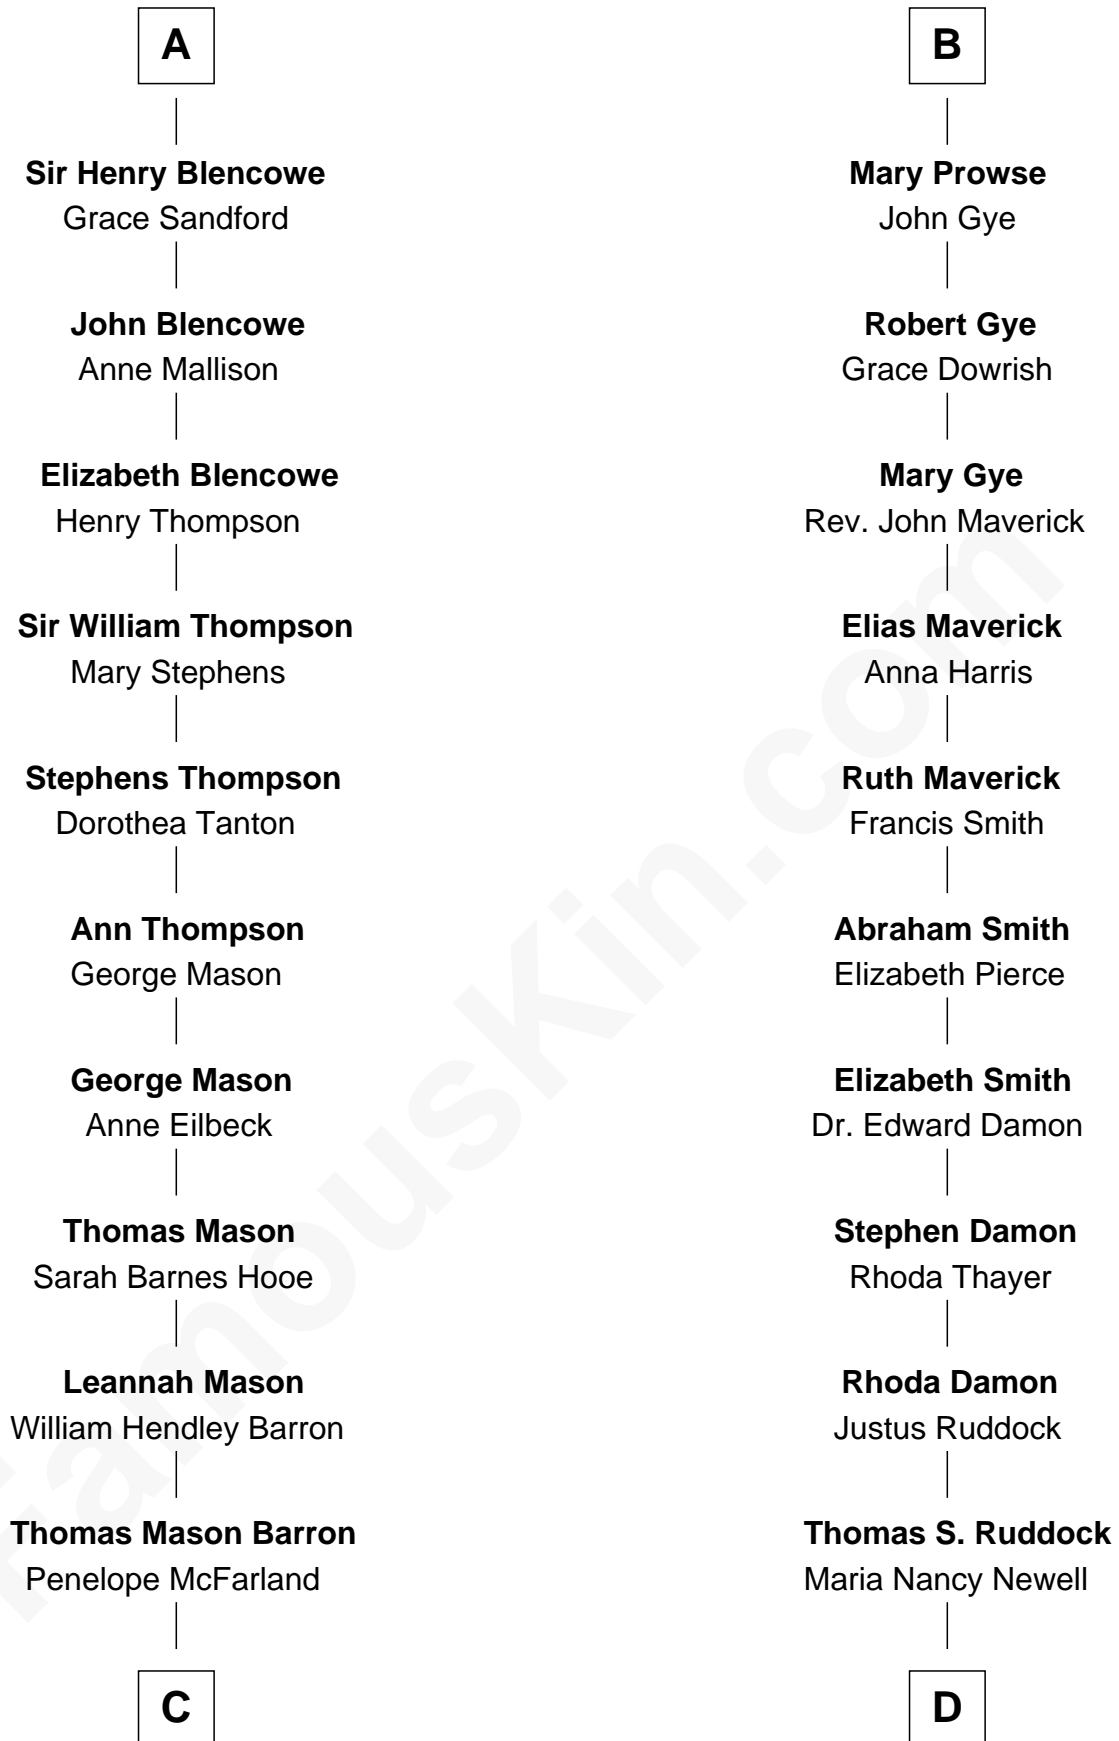 A
Sir Henry Blencowe
Grace Sandford
John Blencowe
Anne Mallison
Elizabeth Blencowe
Henry Thompson
Sir William Thompson
Mary Stephens
Stephens Thompson
Dorothea Tanton
Ann Thompson
George Mason
George Mason
Anne Eilbeck
Thomas Mason
Sarah Barnes Hooe
Leannah Mason
William Hendley Barron
Thomas Mason Barron
Penelope McFarland
C
B
Mary Prowse
John Gye
Robert Gye
Grace Dowrish
Mary Gye
Rev. John Maverick
Elias Maverick
Anna Harris
Ruth Maverick
Francis Smith
Abraham Smith
Elizabeth Pierce
Elizabeth Smith
Dr. Edward Damon
Stephen Damon
Rhoda Thayer
Rhoda Damon
Justus Ruddock
Thomas S. Ruddock
Maria Nancy Newell
D
FamousKin.com